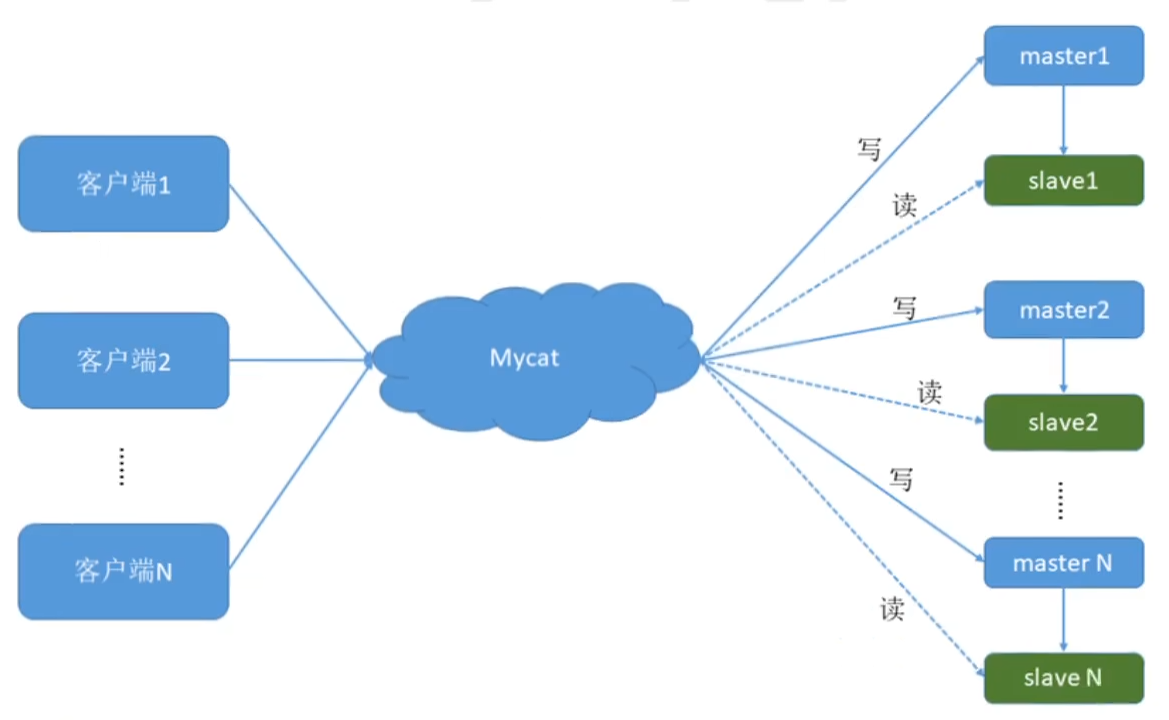 客户端1
客户端2
客户端N
Mycat
写
读
写
读
写
读
master1
slave1
master2
slave2
master N
slave N